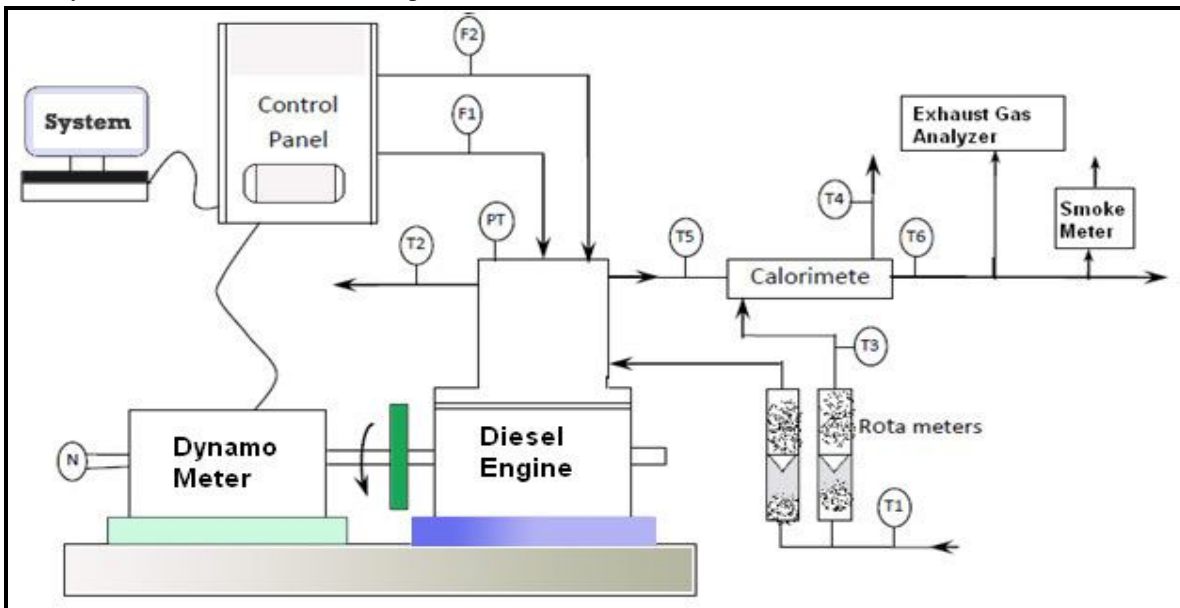 F2
System
Control
Panel
F1
Exhaust Gas
Analyzer
T4
Smoke
Meter
PT
T2
T5
T6
Calorimete
T3
Rota meters
Dynamo
Meter
Diesel
Engine
N
T1